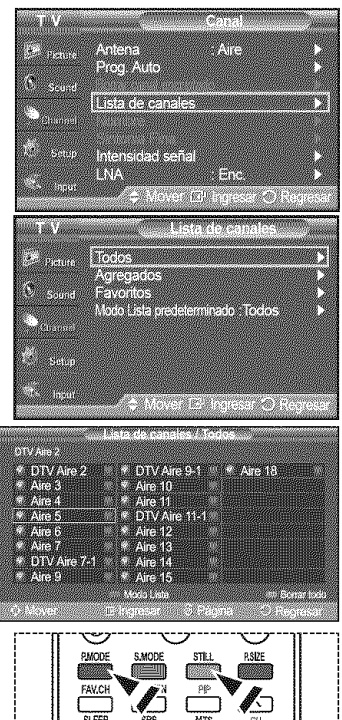 T V
Canal
Picture
Antena : Aire
Prog. Auto
Sound
Lista de canales
Channel
Setup
Intensidad señal
LNA : Enc.
Input
Mover Ingresar Regresar
T V
Lista de canales
Picture
Todos
Agregados
Sound
Favoritos
Modo Lista predeterminado : Todos
Channel
Setup
Input
Mover Ingresar Regresar
Lista de canales / Todos
DTV Aire 2
DTV Aire 2 DTV Aire 9-1 Aire 18
Aire 3 Aire 10
Aire 4 Aire 11
Aire 5 DTV Aire 11-1
Aire 6 Aire 12
Aire 7 Aire 13
DTV Aire 7-1 Aire 14
Aire 9 Aire 15
Modo Lista Borrar todo
Mover Ingresar Página Regresar
P.MODE S.MODE STILL P.SIZE
FAV.CH PIP
SLEEP SRS MTS